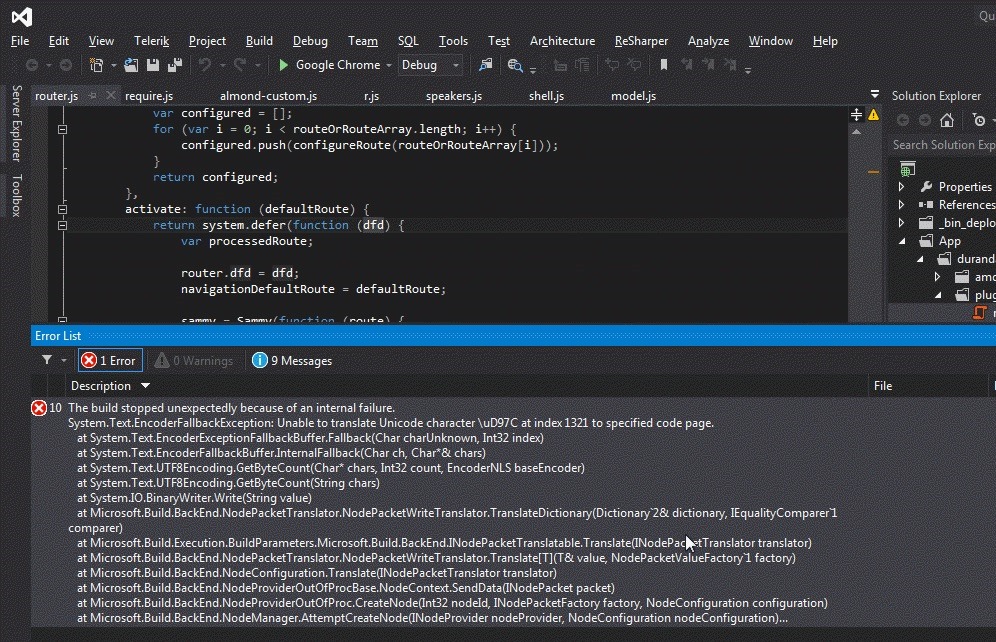 Qu
File Edit View Telerik Project Build Debug Team SQL Tools Test Architecture ReSharper Analyze Window Help
Google Chrome Debug
Server Explorer
Toolbox
router.js require.js almond-custom.js r.js speakers.js shell.js model.js
var configured = [];
for (var i = 0; i < routeOrRouteArray.length; i++) {
configured.push(configureRoute(routeOrRouteArray[i]));
}
return configured;
},
activate: function (defaultRoute) {
return system.defer(function (dfd) {
var processedRoute;
router.dfd = dfd;
navigationDefaultRoute = defaultRoute;
sammy = Sammy(function (route) {
Solution Explorer
Search Solution Exp
Properties
References
_bin_deplo
App
duranda
amd
plug
Error List
1 Error 0 Warnings 9 Messages
Description File
10 The build stopped unexpectedly because of an internal failure.
System.Text.EncoderFallbackException: Unable to translate Unicode character \uD97C at index 1321 to specified code page.
at System.Text.EncoderExceptionFallbackBuffer.Fallback(Char charUnknown, Int32 index)
at System.Text.EncoderFallbackBuffer.InternalFallback(Char ch, Char*& chars)
at System.Text.UTF8Encoding.GetByteCount(Char* chars, Int32 count, EncoderNLS baseEncoder)
at System.Text.UTF8Encoding.GetByteCount(String chars)
at System.IO.BinaryWriter.Write(String value)
at Microsoft.Build.BackEnd.NodePacketTranslator.NodePacketWriteTranslator.TranslateDictionary(Dictionary`2& dictionary, IEqualityComparer`1
comparer)
at Microsoft.Build.Execution.BuildParameters.Microsoft.Build.BackEnd.INodePacketTranslatable.Translate(INodePacketTranslator translator)
at Microsoft.Build.BackEnd.NodePacketTranslator.NodePacketWriteTranslator.Translate[T](T& value, NodePacketValueFactory`1 factory)
at Microsoft.Build.BackEnd.NodeConfiguration.Translate(INodePacketTranslator translator)
at Microsoft.Build.BackEnd.NodeProviderOutOfProcBase.NodeContext.SendData(INodePacket packet)
at Microsoft.Build.BackEnd.NodeProviderOutOfProc.CreateNode(Int32 nodeId, INodePacketFactory factory, NodeConfiguration configuration)
at Microsoft.Build.BackEnd.NodeManager.AttemptCreateNode(INodeProvider nodeProvider, NodeConfiguration nodeConfiguration)...